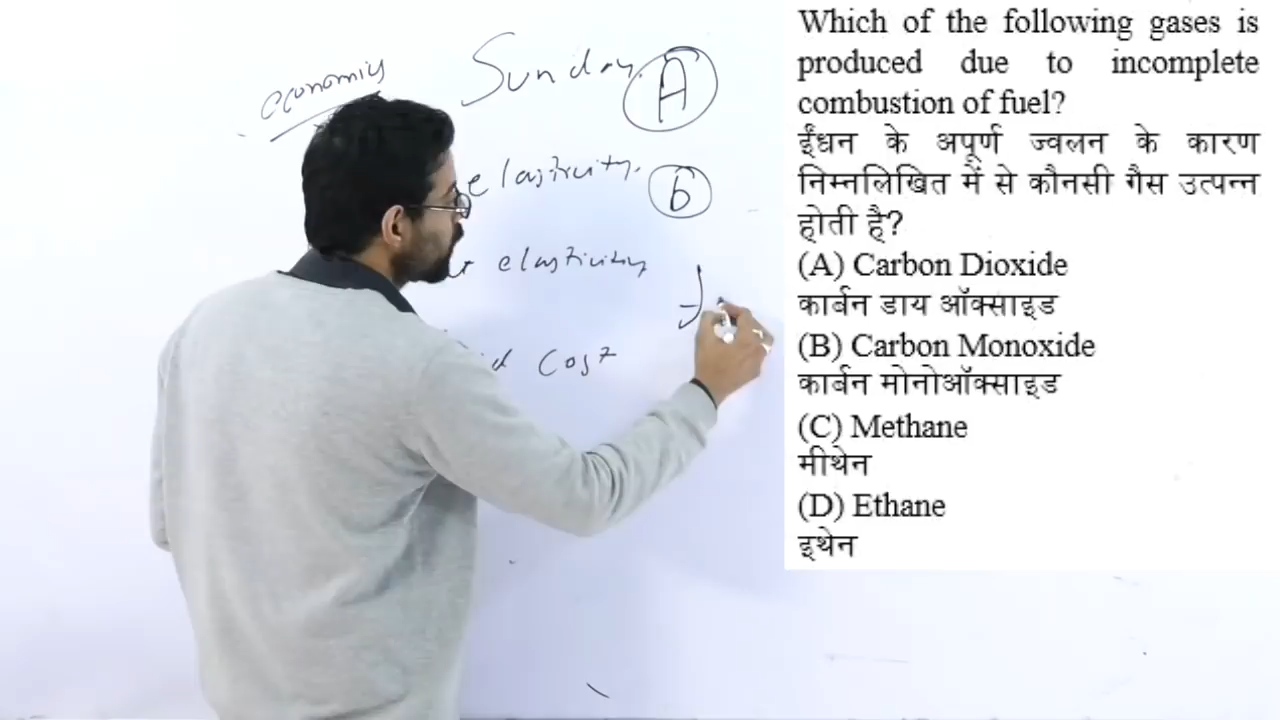 economics
Sunday.
A
elasticity.
b
elasticity
Cost
Which of the following gases is
produced due to incomplete
combustion of fuel?
ईंधन के अपूर्ण ज्वलन के कारण
निम्नलिखित में से कौनसी गैस उत्पन्न
होती है?
(A) Carbon Dioxide
कार्बन डाय ऑक्साइड
(B) Carbon Monoxide
कार्बन मोनोऑक्साइड
(C) Methane
मीथेन
(D) Ethane
इथेन